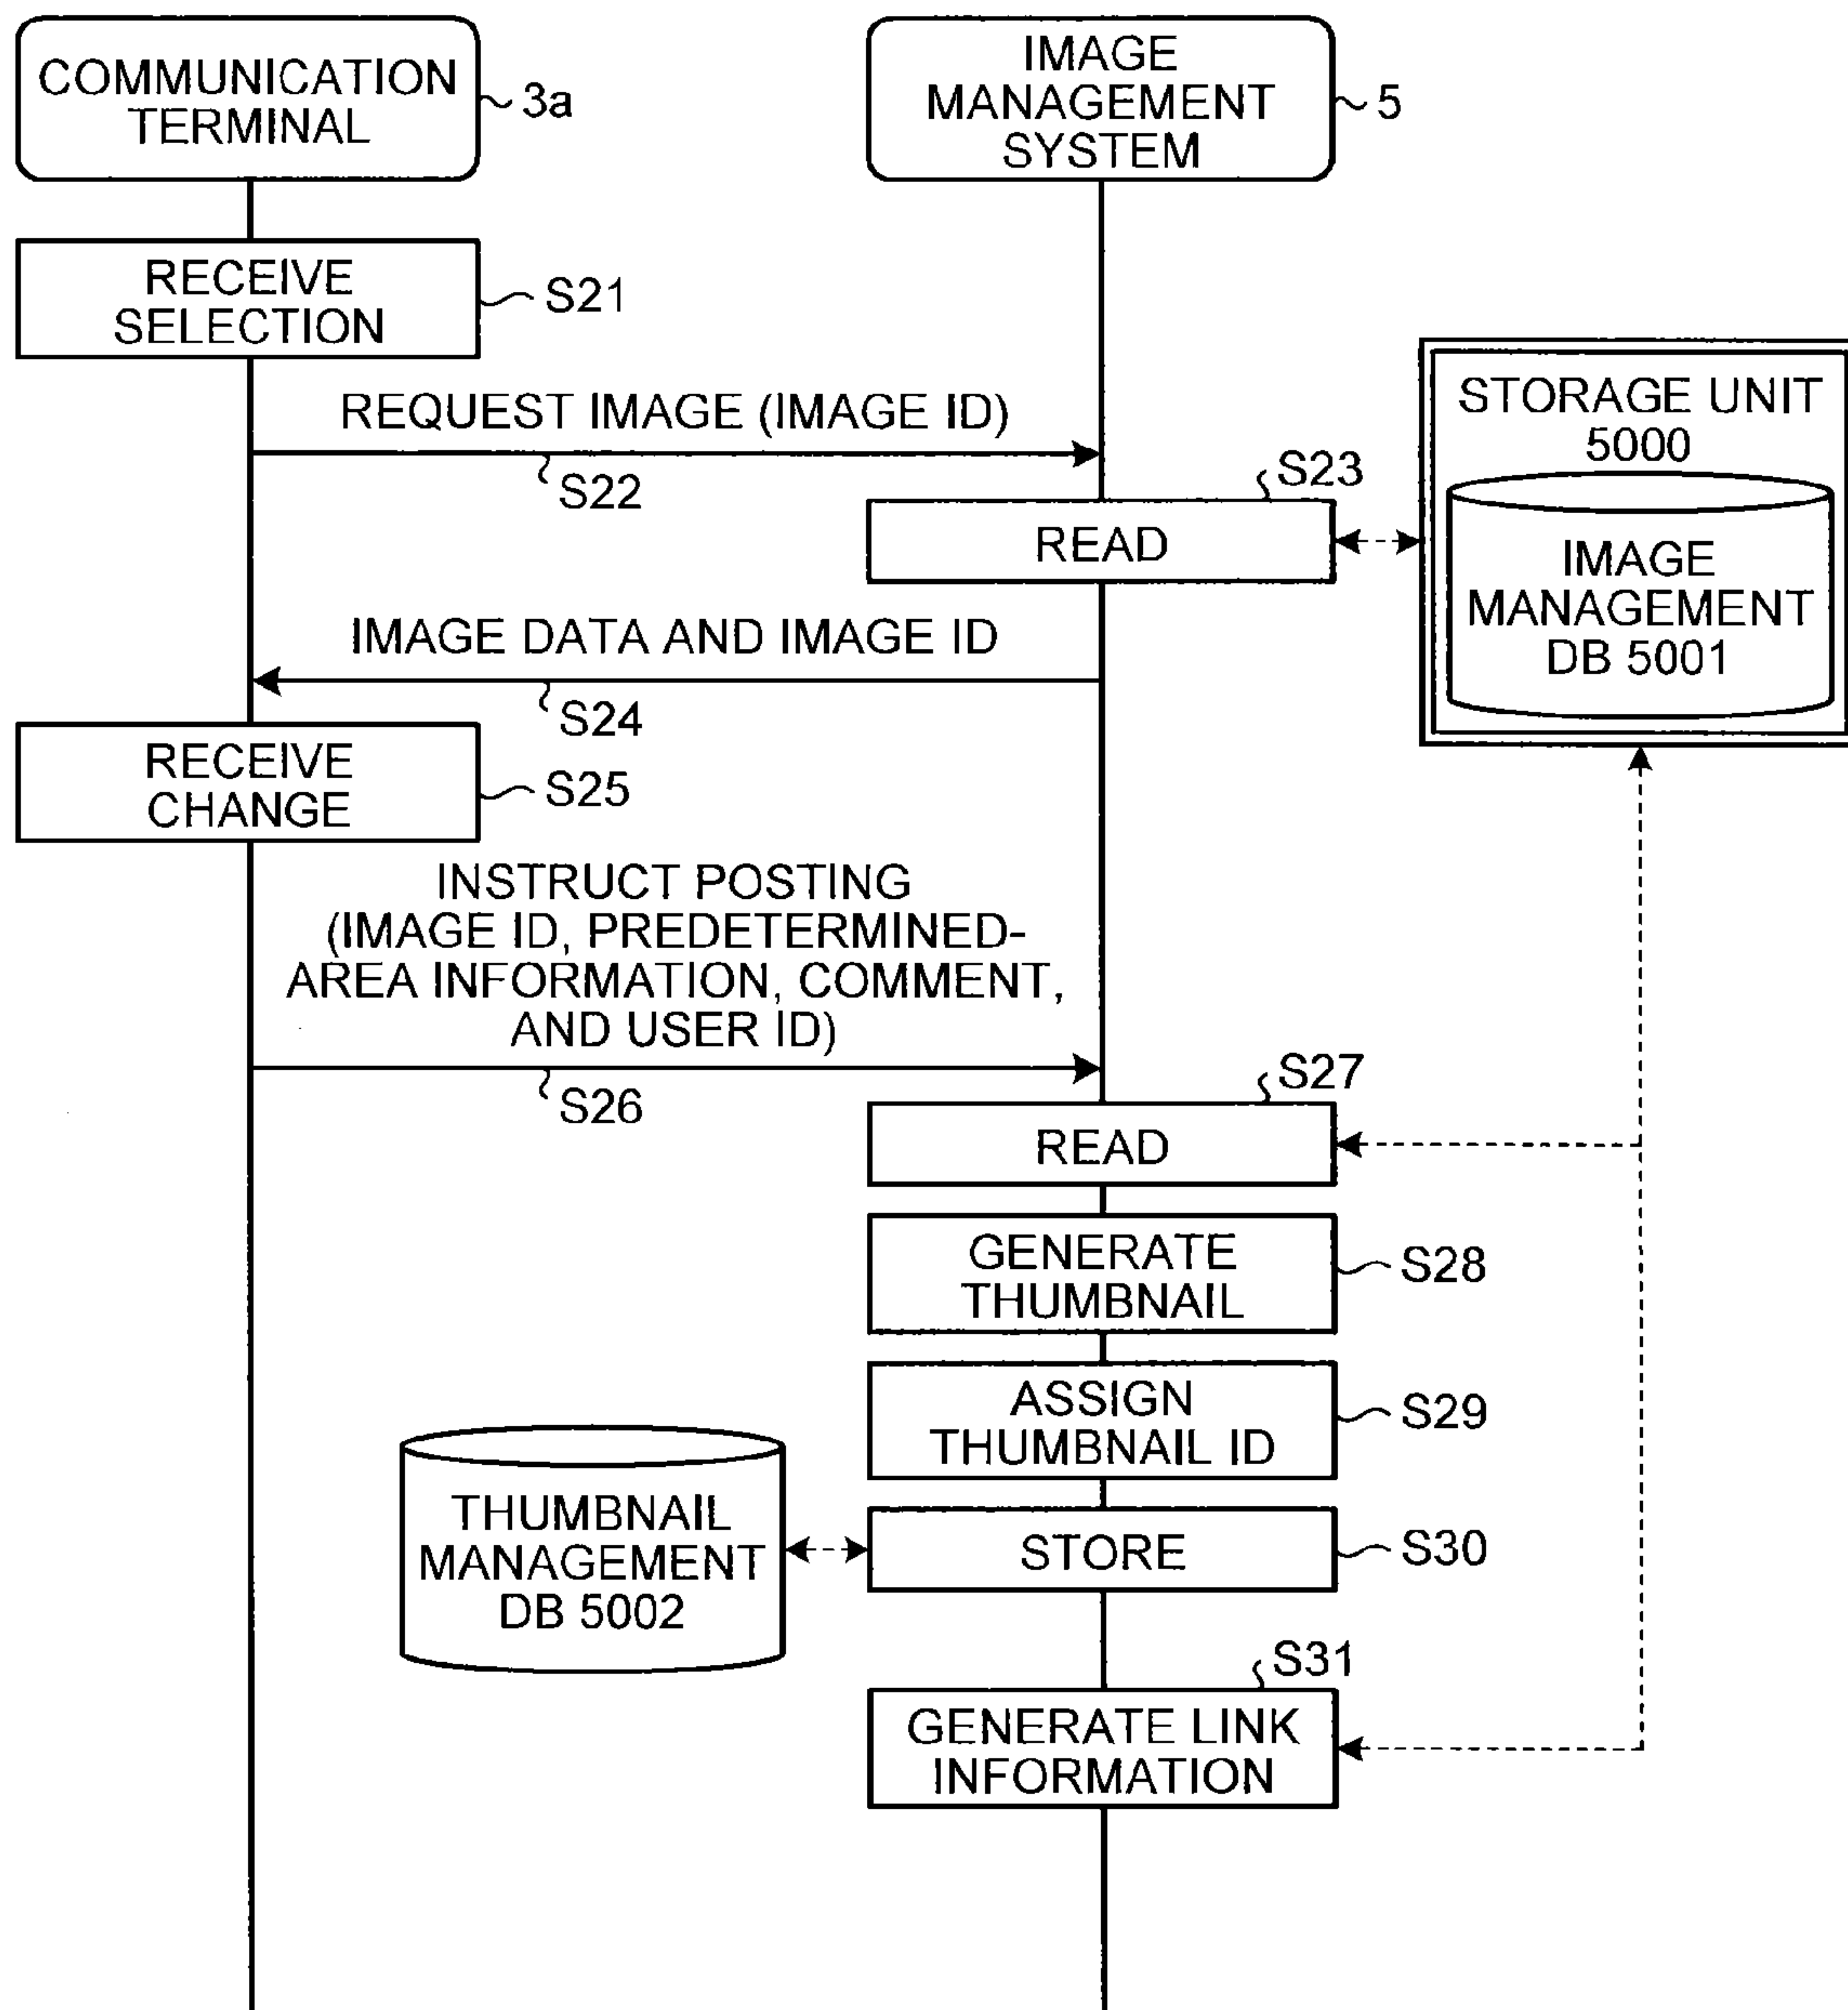 COMMUNICATION
TERMINAL
3a
IMAGE
MANAGEMENT
SYSTEM
5
RECEIVE
SELECTION
S21
REQUEST IMAGE (IMAGE ID)
S22
STORAGE UNIT
5000
IMAGE
MANAGEMENT
DB 5001
S23
READ
IMAGE DATA AND IMAGE ID
S24
RECEIVE
CHANGE
S25
INSTRUCT POSTING
(IMAGE ID, PREDETERMINED-
AREA INFORMATION, COMMENT,
AND USER ID)
S26
S27
READ
GENERATE
THUMBNAIL
S28
ASSIGN
THUMBNAIL ID
S29
THUMBNAIL
MANAGEMENT
DB 5002
STORE
S30
S31
GENERATE LINK
INFORMATION